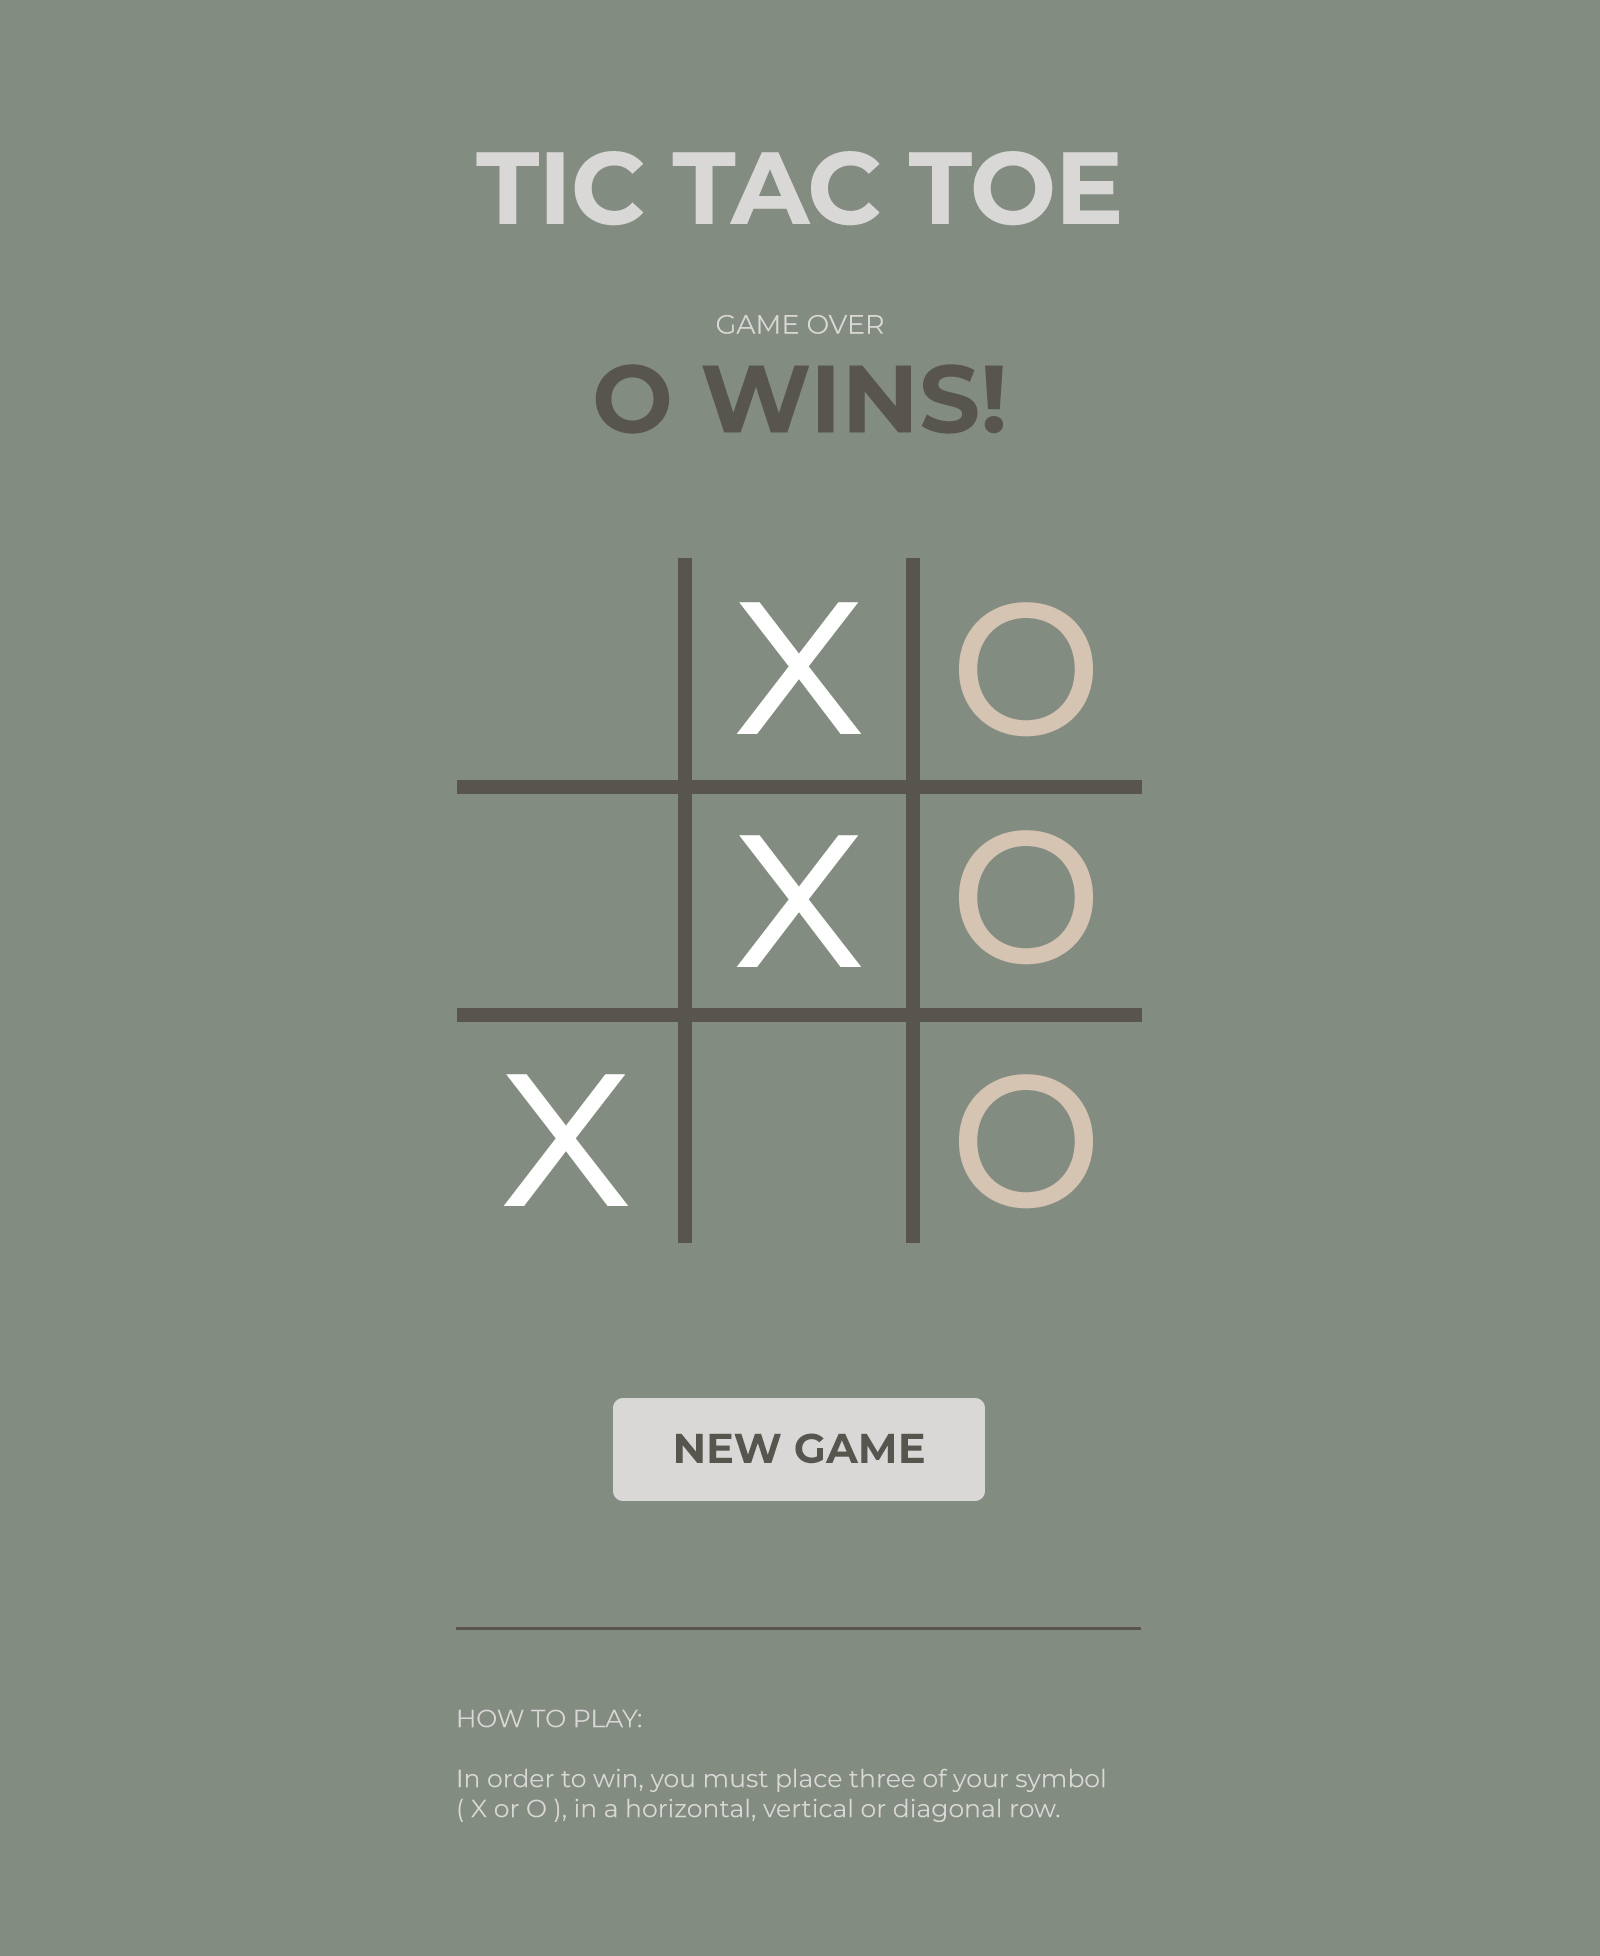 TIC TAC TOE
GAME OVER
O WINS!
X O
X O
X O
NEW GAME
HOW TO PLAY:
In order to win, you must place three of your symbol
( X or O ), in a horizontal, vertical or diagonal row.